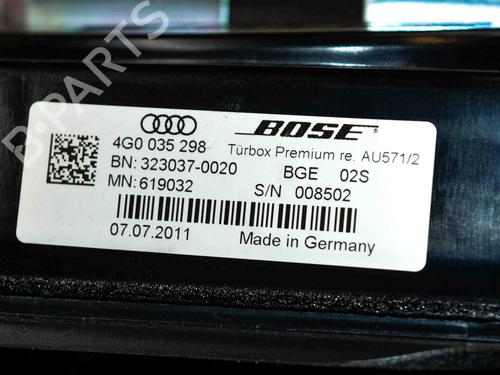 BOSE
4G0 035 298
Türbox Premium re. AU571/2
BN: 323037-0020
BGE 02S
MN: 619032
S/N 008502
07.07.2011
Made in Germany
B-PARTS